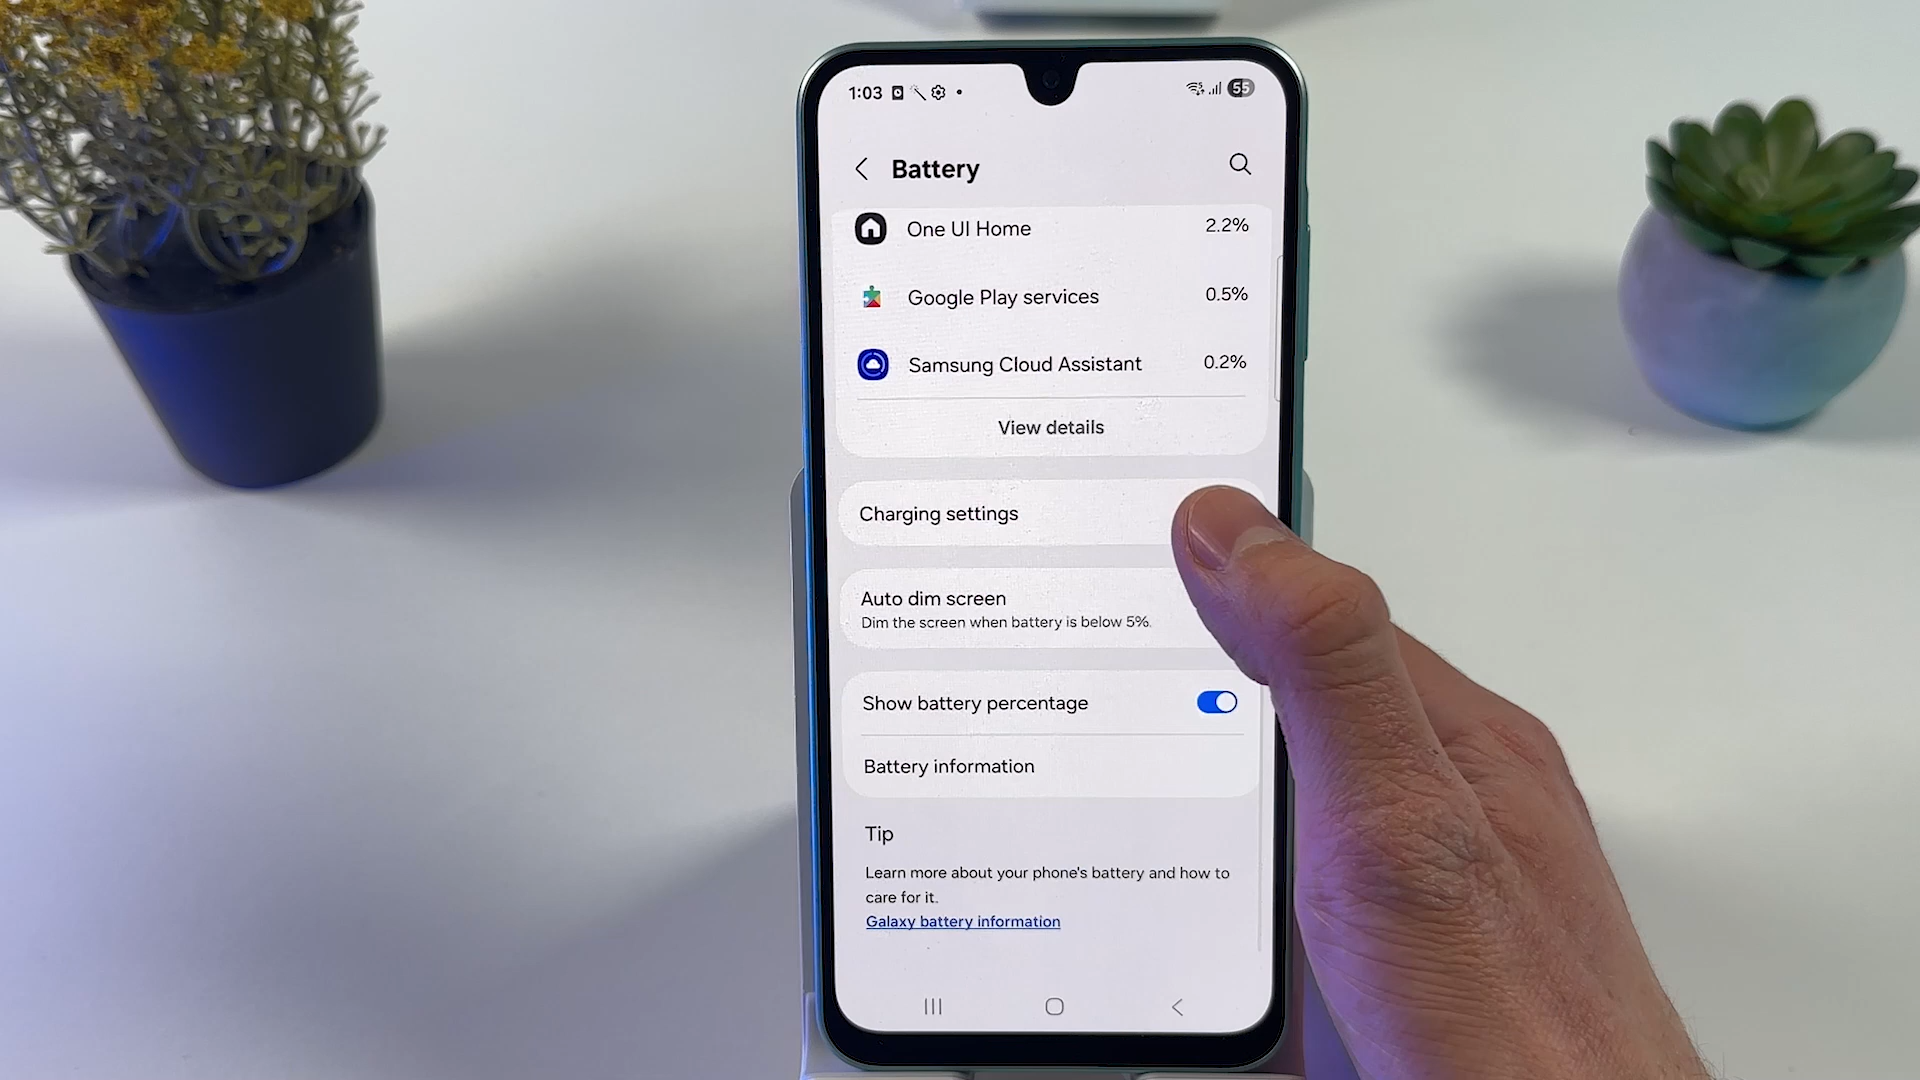 1:03
55
Battery
One UI Home 2.2%
Google Play services 0.5%
Samsung Cloud Assistant 0.2%
View details
Charging settings
Auto dim screen
Dim the screen when battery is below 5%.
Show battery percentage
Battery information
Tip
Learn more about your phone's battery and how to
care for it.
Galaxy battery information